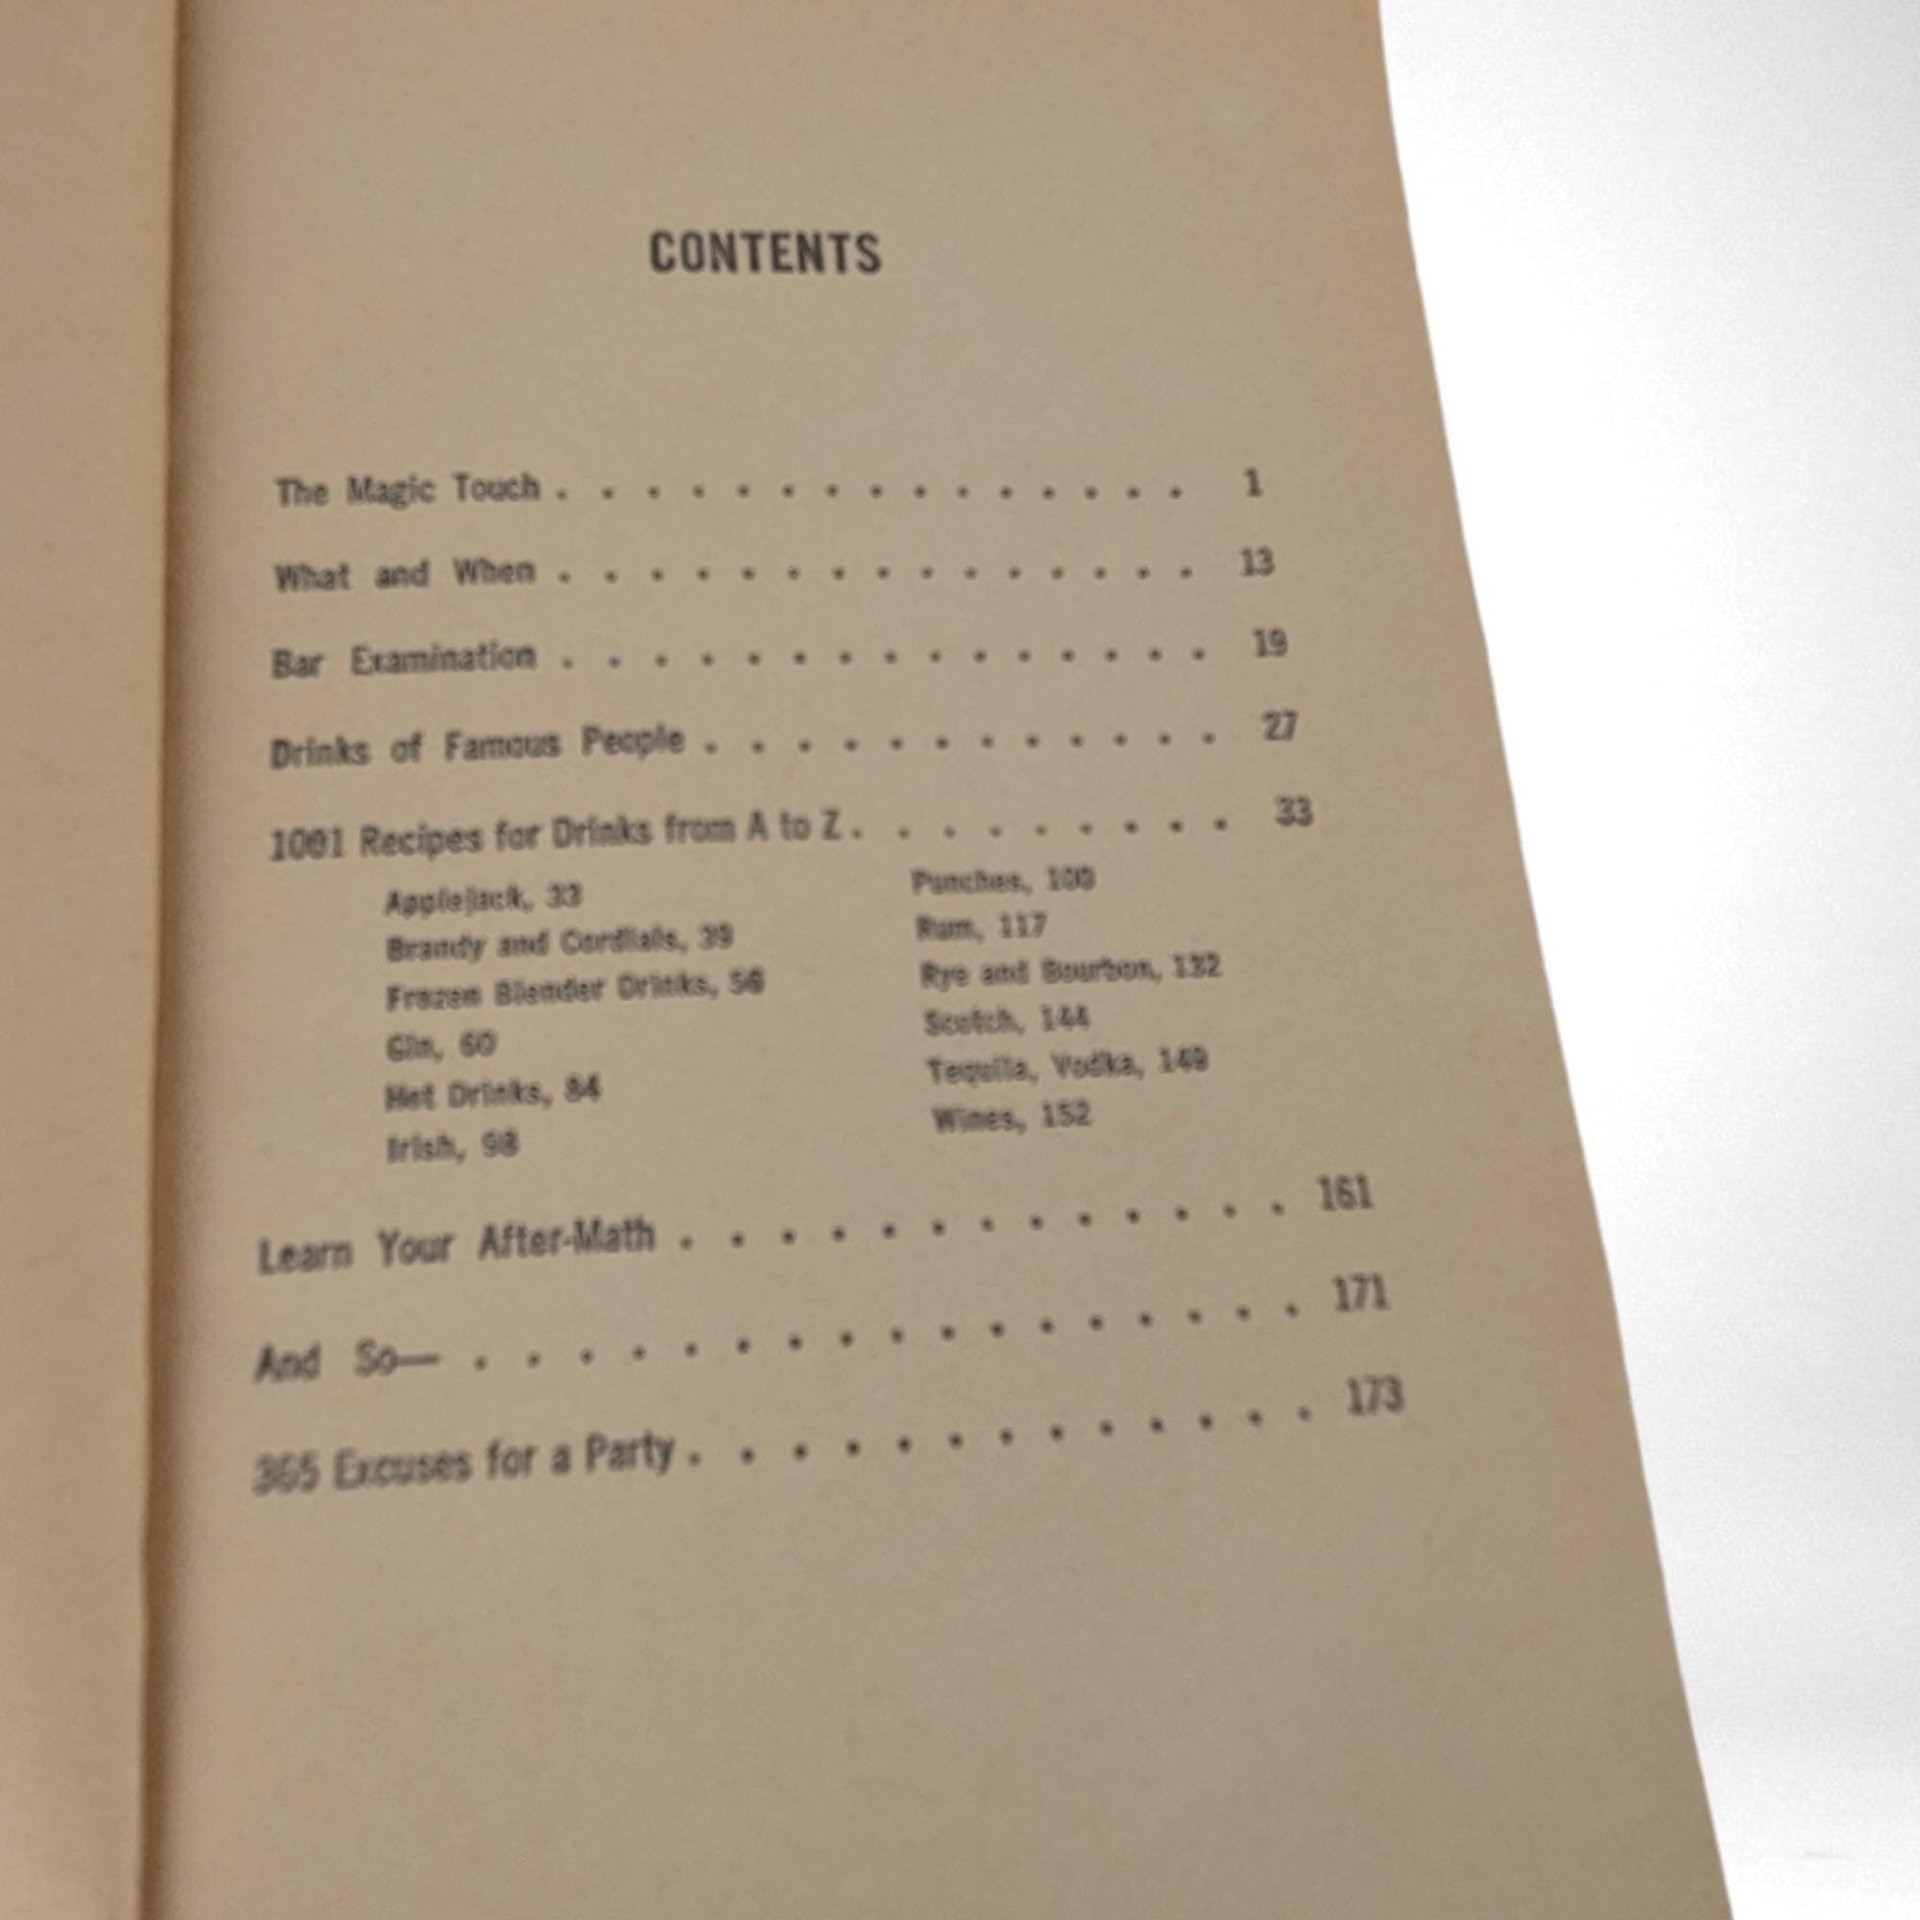 CONTENTS
The Magic Touch . . . . . . . . . . . . . . . 1
What and When . . . . . . . . . . . . . . . 13
Bar Examination . . . . . . . . . . . . . . . 19
Drinks of Famous People . . . . . . . . . . . . 27
1001 Recipes for Drinks from A to Z . . . . . . . . . 33
Applejack, 33
Brandy and Cordials, 39
Frozen Blender Drinks,
Gin, 60
Hot Drinks, 84
Irish, 98
Punches, 100
Rum, 117
Rye and Bourbon, 132
Scotch, 144
Tequila, Vodka, 149
Wines, 152
Learn Your After-Math . . . . . . . . . . . . . 161
And So— . . . . . . . . . . . . . . . . . 171
365 Excuses for a Party . . . . . . . . . . . . . 173